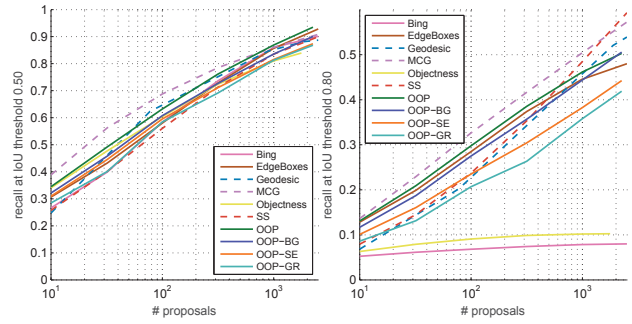 1
0.9
0.8
0.7
0.6
0.5
0.4
0.3
0.2
0.1
0
recall at IoU threshold 0.50
Bing
EdgeBoxes
Geodesic
MCG
Objectness
SS
OOP
OOP−BG
OOP−SE
OOP−GR
10^1
10^2
10^3
# proposals
0.5
0.4
0.3
0.2
0.1
0
recall at IoU threshold 0.80
Bing
EdgeBoxes
Geodesic
MCG
Objectness
SS
OOP
OOP−BG
OOP−SE
OOP−GR
10^1
10^2
10^3
# proposals